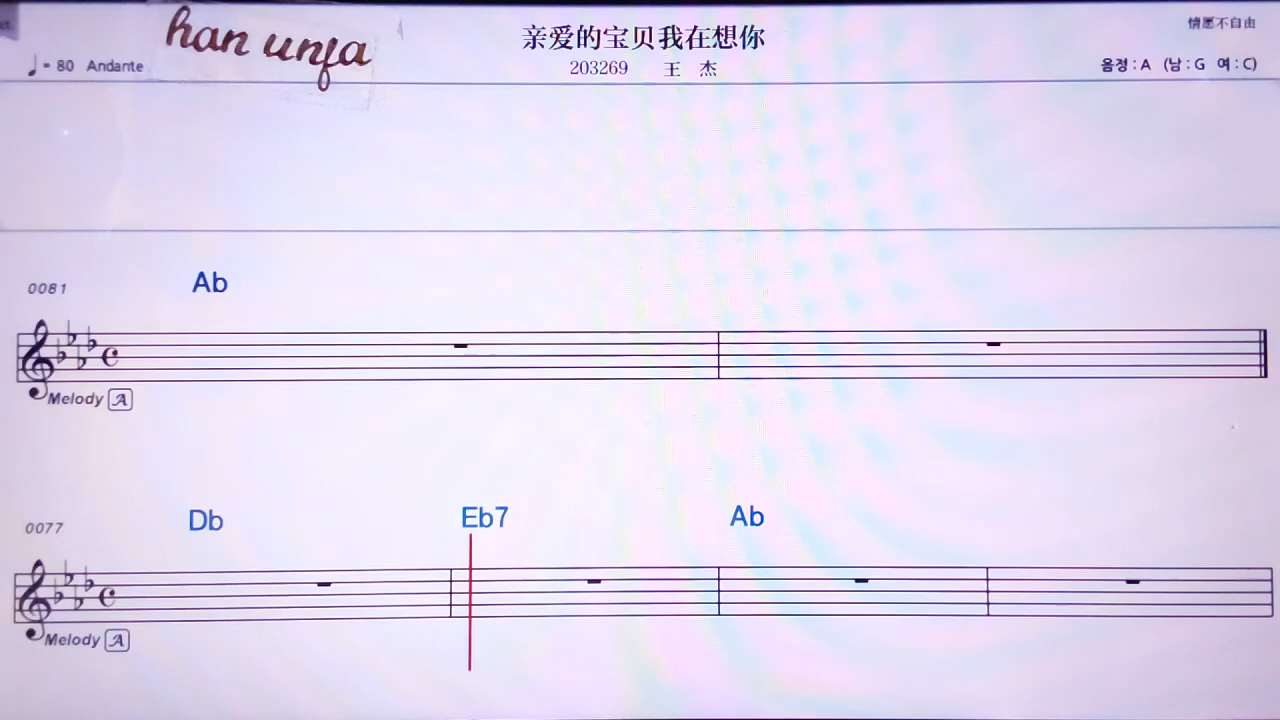 han unfa
亲爱的宝贝我在想你
情愿不自由
♩ = 80 Andante
203269 王 杰
음정 : A (남 : G 여 : C)
0081 Ab
Melody A
0077 Db Eb7 Ab
Melody A